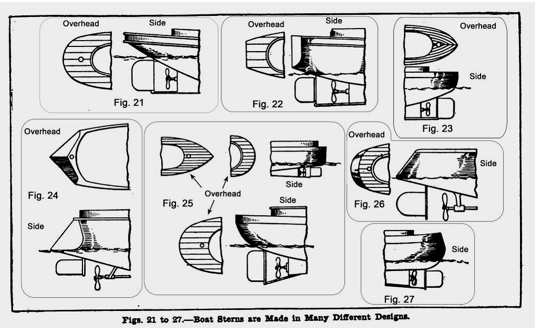 Overhead
Side
Fig. 21
Overhead
Side
Fig. 22
Overhead
Side
Fig. 23
Overhead
Fig. 24
Side
Fig. 25
Overhead
Side
Side
Overhead
Fig. 26
Side
Side
Fig. 27
Figs. 21 to 27.—Boat Sterns are Made in Many Different Designs.